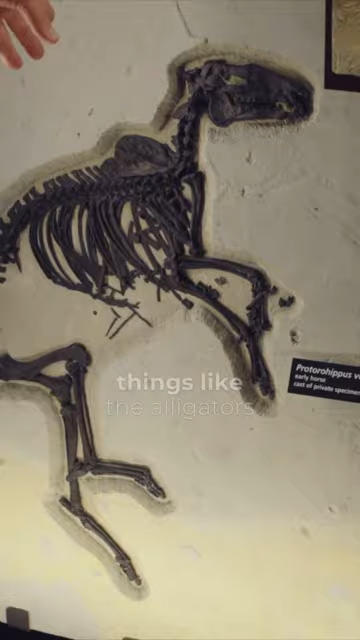 Protorohippus
early horse
cast of private specimen
things like
the alligators